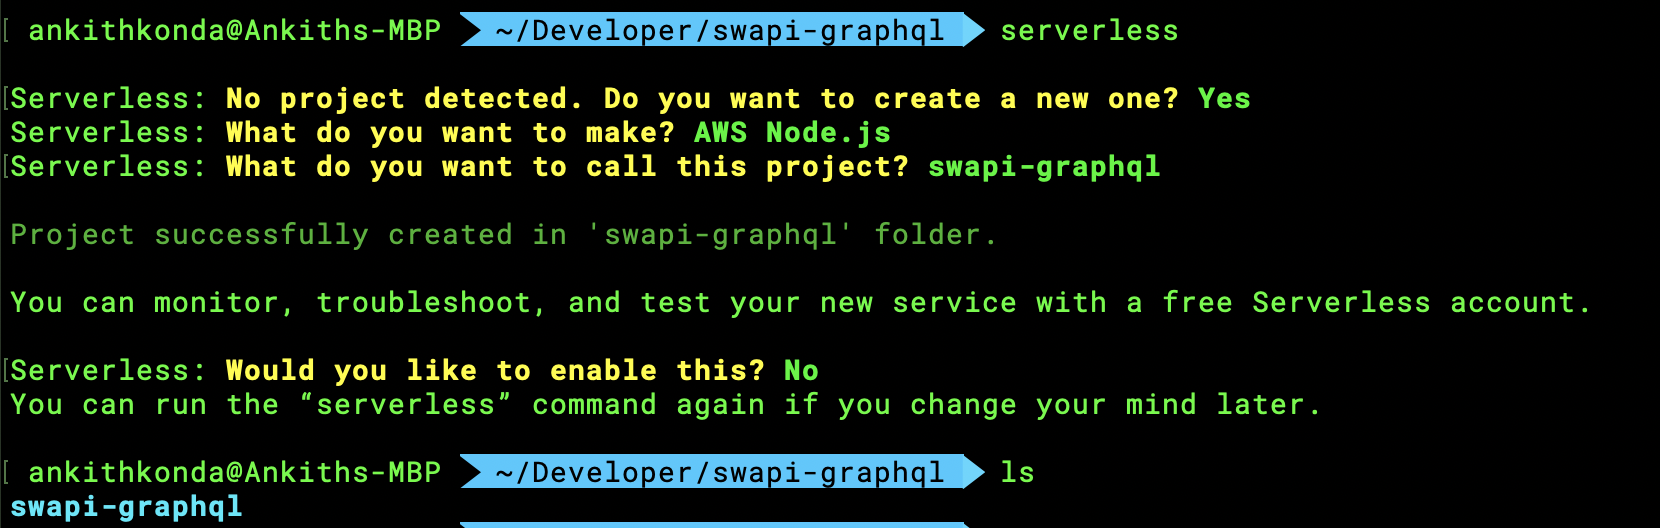 ankithkonda@Ankiths-MBP ~/Developer/swapi-graphql serverless
Serverless: No project detected. Do you want to create a new one? Yes
Serverless: What do you want to make? AWS Node.js
Serverless: What do you want to call this project? swapi-graphql
Project successfully created in 'swapi-graphql' folder.
You can monitor, troubleshoot, and test your new service with a free Serverless account.
Serverless: Would you like to enable this? No
You can run the “serverless” command again if you change your mind later.
ankithkonda@Ankiths-MBP ~/Developer/swapi-graphql ls
swapi-graphql